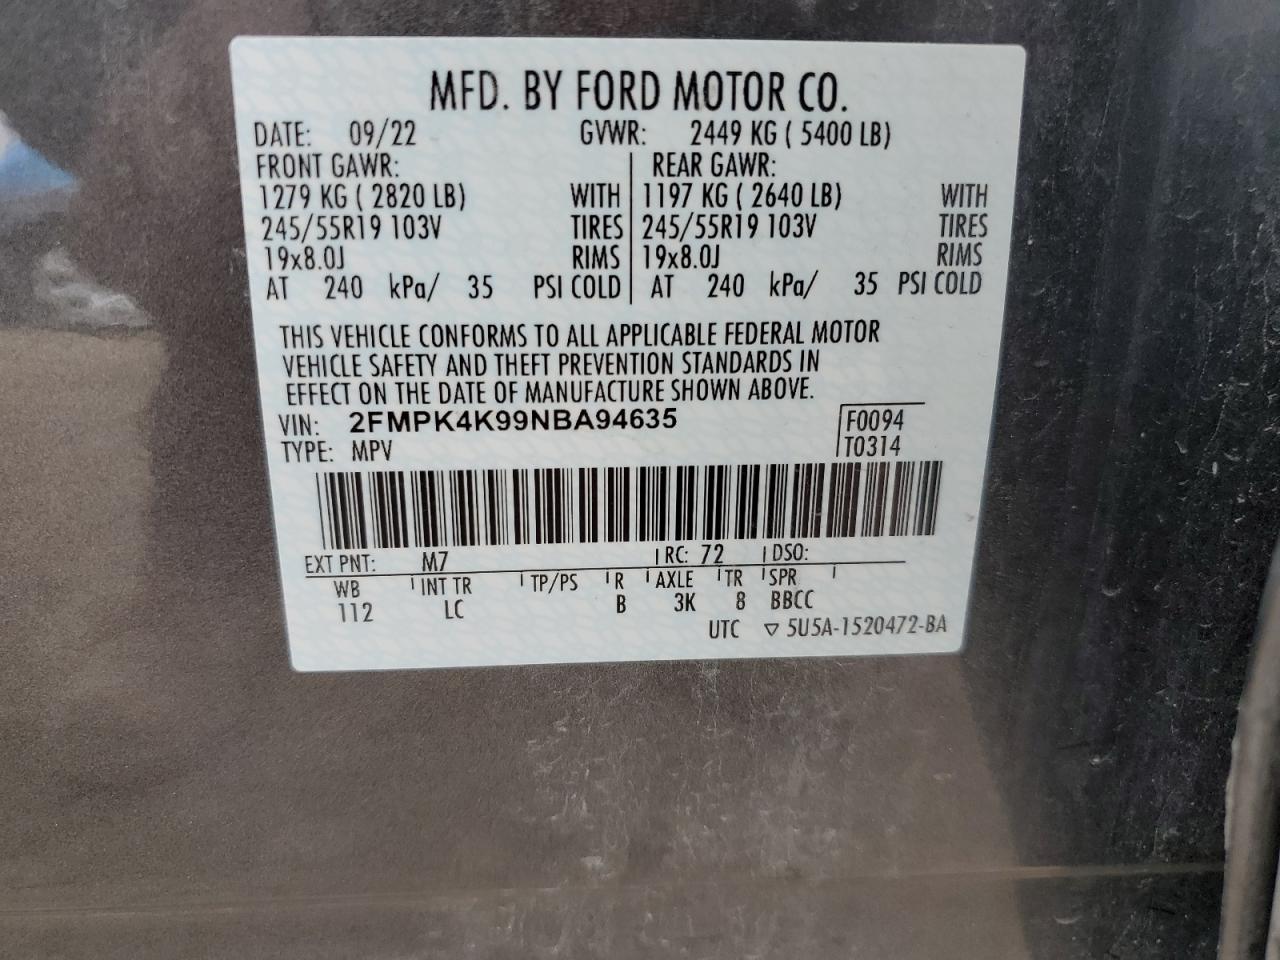 MFD. BY FORD MOTOR CO.
DATE: 09/22 GVWR: 2449 KG ( 5400 LB)
FRONT GAWR: REAR GAWR:
1279 KG ( 2820 LB) WITH 1197 KG ( 2640 LB) WITH
245/55R19 103V TIRES 245/55R19 103V TIRES
19x8.0J RIMS 19x8.0J RIMS
AT 240 kPa/ 35 PSI COLD AT 240 kPa/ 35 PSI COLD
THIS VEHICLE CONFORMS TO ALL APPLICABLE FEDERAL MOTOR
VEHICLE SAFETY AND THEFT PREVENTION STANDARDS IN
EFFECT ON THE DATE OF MANUFACTURE SHOWN ABOVE.
VIN: 2FMPK4K99NBA94635 F0094
TYPE: MPV T0314
EXT PNT: M7 RC: 72 DSO:
WB INT TR TP/PS R AXLE TR SPR
112 LC B 3K 8 BBCC
UTC ▽ 5U5A-1520472-BA